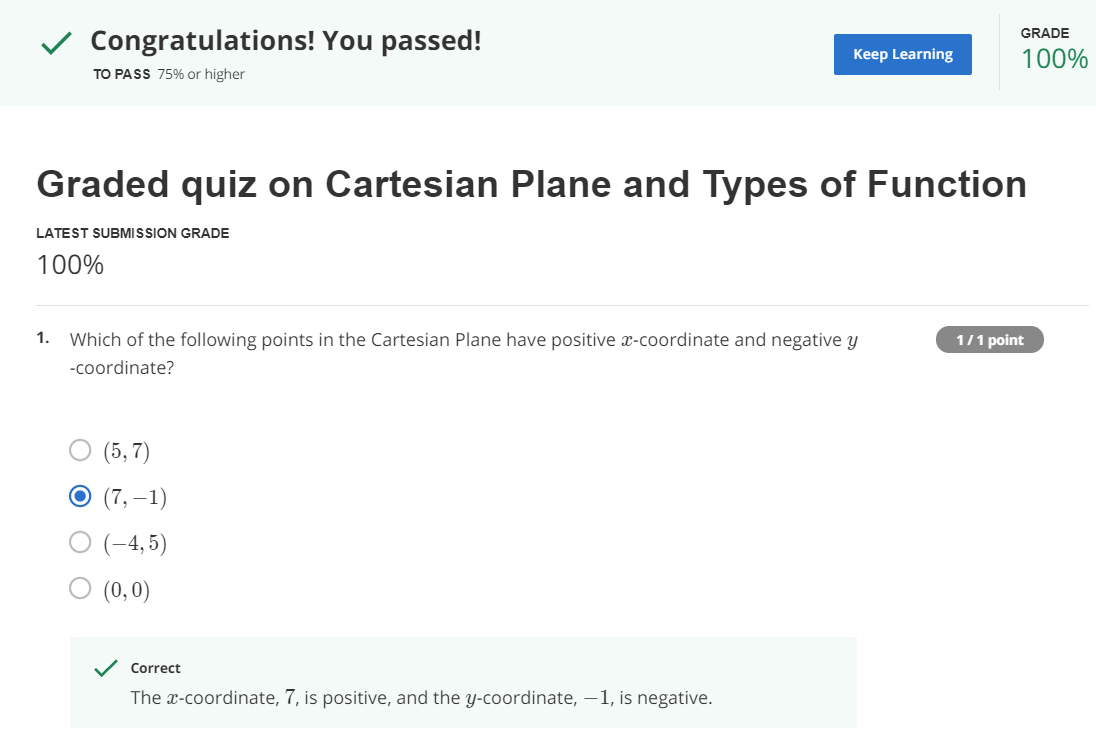 Congratulations! You passed!
TO PASS 75% or higher
Keep Learning
GRADE
100%
Graded quiz on Cartesian Plane and Types of Function
LATEST SUBMISSION GRADE
100%
1. Which of the following points in the Cartesian Plane have positive x-coordinate and negative y
-coordinate?
1 / 1 point
(5, 7)
(7, −1)
(−4, 5)
(0, 0)
Correct
The x-coordinate, 7, is positive, and the y-coordinate, −1, is negative.